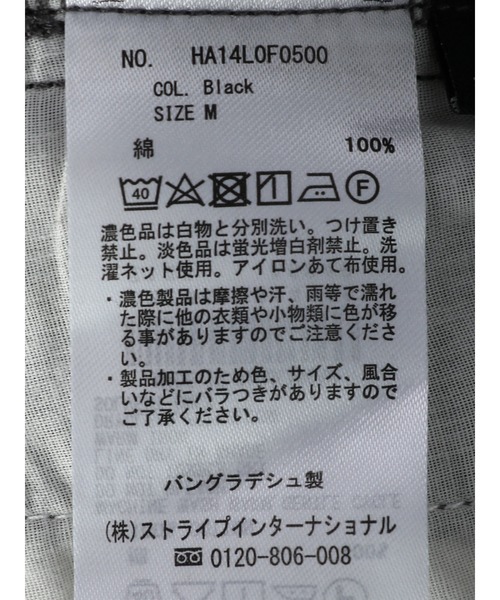 NO. HA14L0F0500
COL. Black
SIZE M
綿 100%
40 F
濃色品は白物と分別洗い。つけ置き
禁止。淡色品は蛍光増白剤禁止。洗
濯ネット使用。アイロンあて布使用。
・濃色製品は摩擦や汗、雨等で濡れ
た際に他の衣類や小物類に色が移
る事がありますのでご注意くださ
い。
・製品加工のため色、サイズ、風合
いなどにバラつきがありますので
ご了承ください。
バングラデシュ製
(株)ストライプインターナショナル
0120-806-008